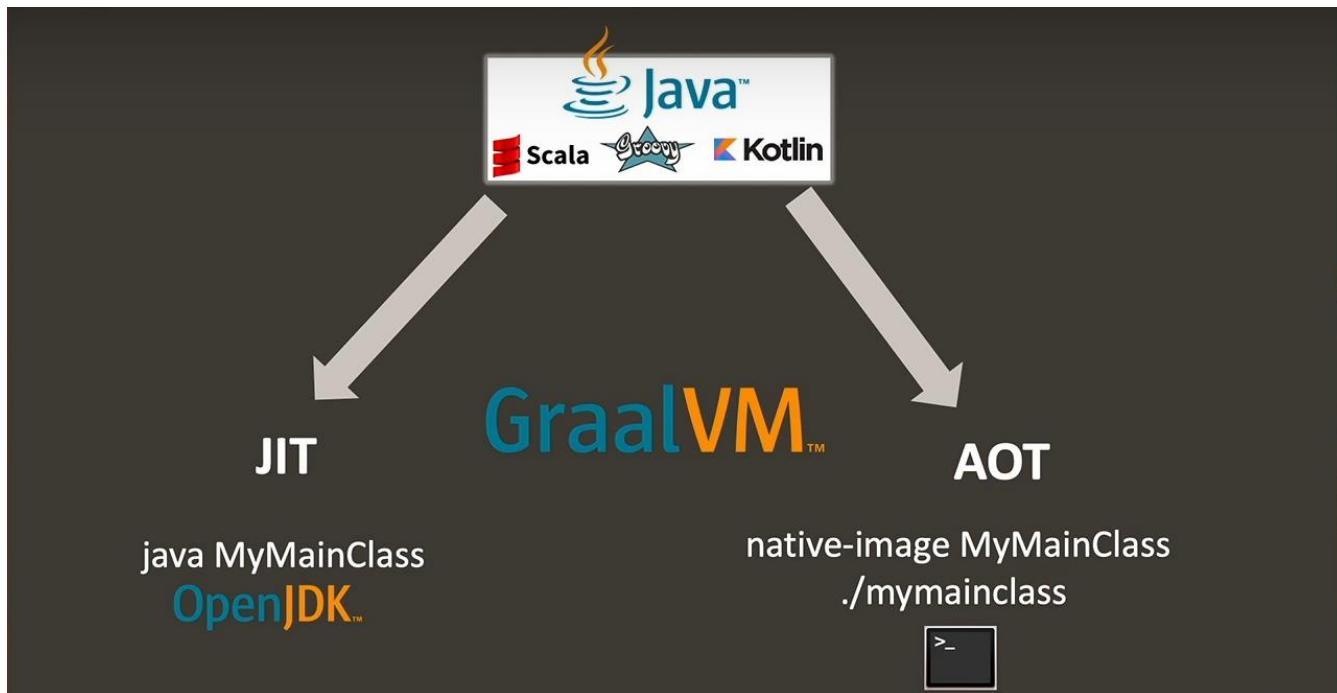 Java™
Scala Groovy Kotlin
GraalVM™
JIT
AOT
java MyMainClass
OpenJDK™
native-image MyMainClass
./mymainclass
>_